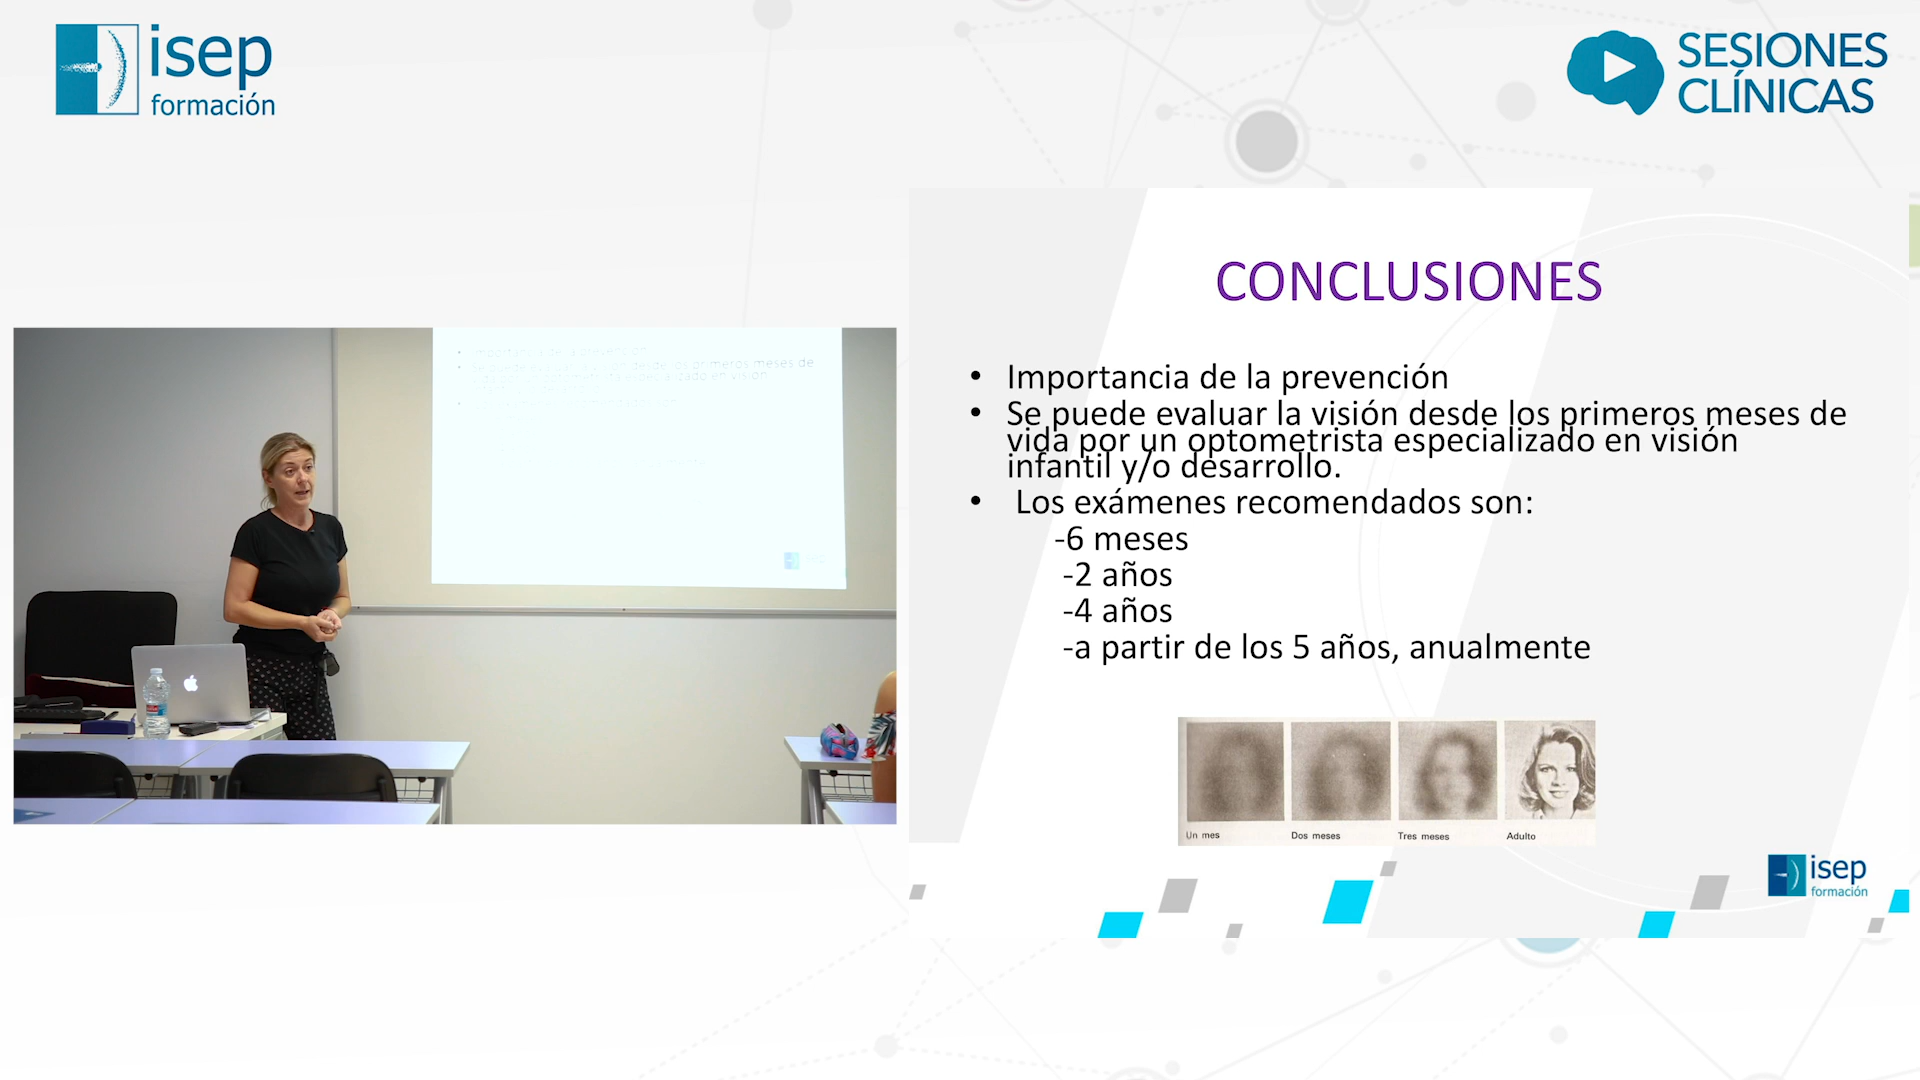 isep
formación
SESIONES
CLÍNICAS
CONCLUSIONES
• Importancia de la prevención
• Se puede evaluar la visión desde los primeros meses de
vida por un optometrista especializado en visión
infantil y/o desarrollo.
• Los exámenes recomendados son:
-6 meses
-2 años
-4 años
-a partir de los 5 años, anualmente
Un mes
Dos meses
Tres meses
Adulto
isep
formación